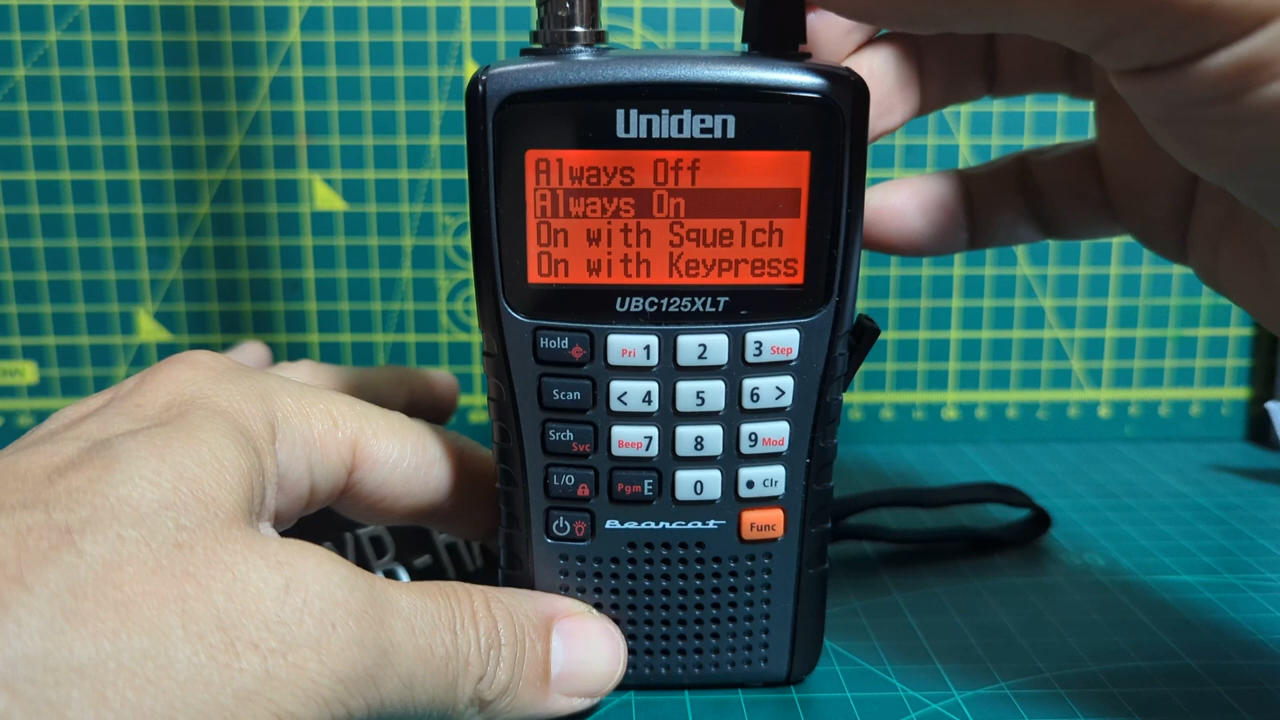 Uniden
Always Off
Always On
On with Squelch
On with Keypress
UBC125XLT
Hold Pri 1 2 3 Step
Scan < 4 5 6 >
Srch Svc Beep 7 8 9 Mod
L/O Pgm E 0 • Clr
Bearcat Func